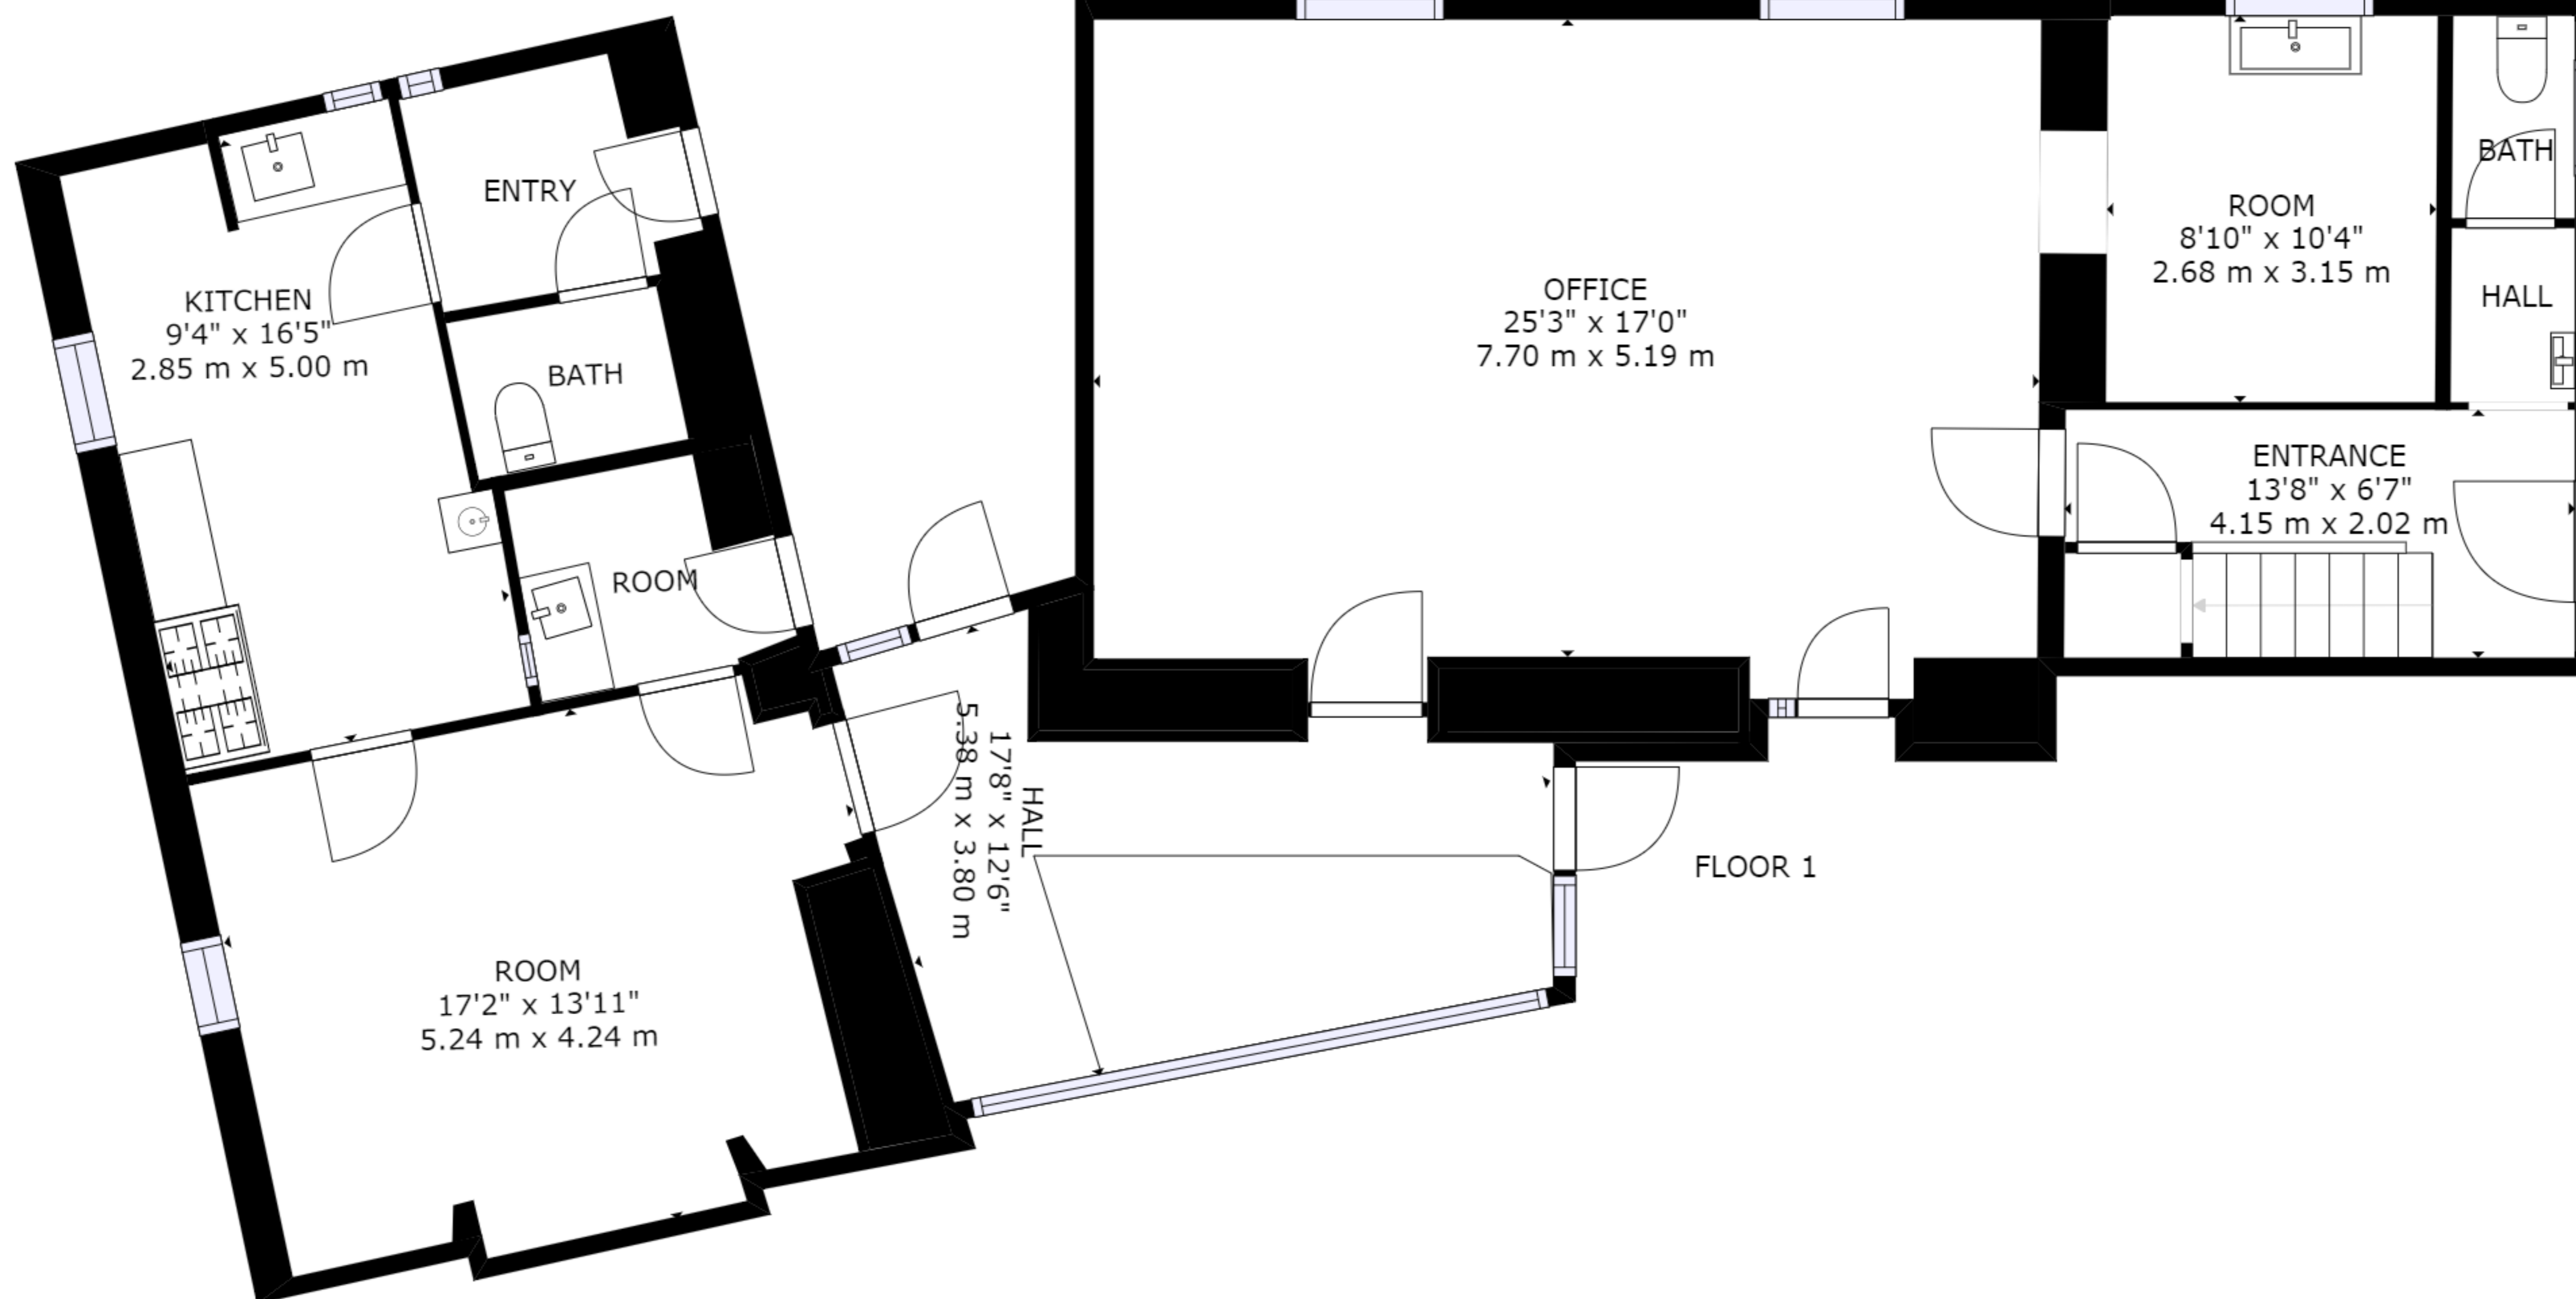 ENTRY
KITCHEN
9'4" x 16'5"
2.85 m x 5.00 m
BATH
ROOM
ROOM
17'2" x 13'11"
5.24 m x 4.24 m
HALL
17'8" x 12'6"
5.38 m x 3.80 m
OFFICE
25'3" x 17'0"
7.70 m x 5.19 m
FLOOR 1
ROOM
8'10" x 10'4"
2.68 m x 3.15 m
BATH
HALL
ENTRANCE
13'8" x 6'7"
4.15 m x 2.02 m